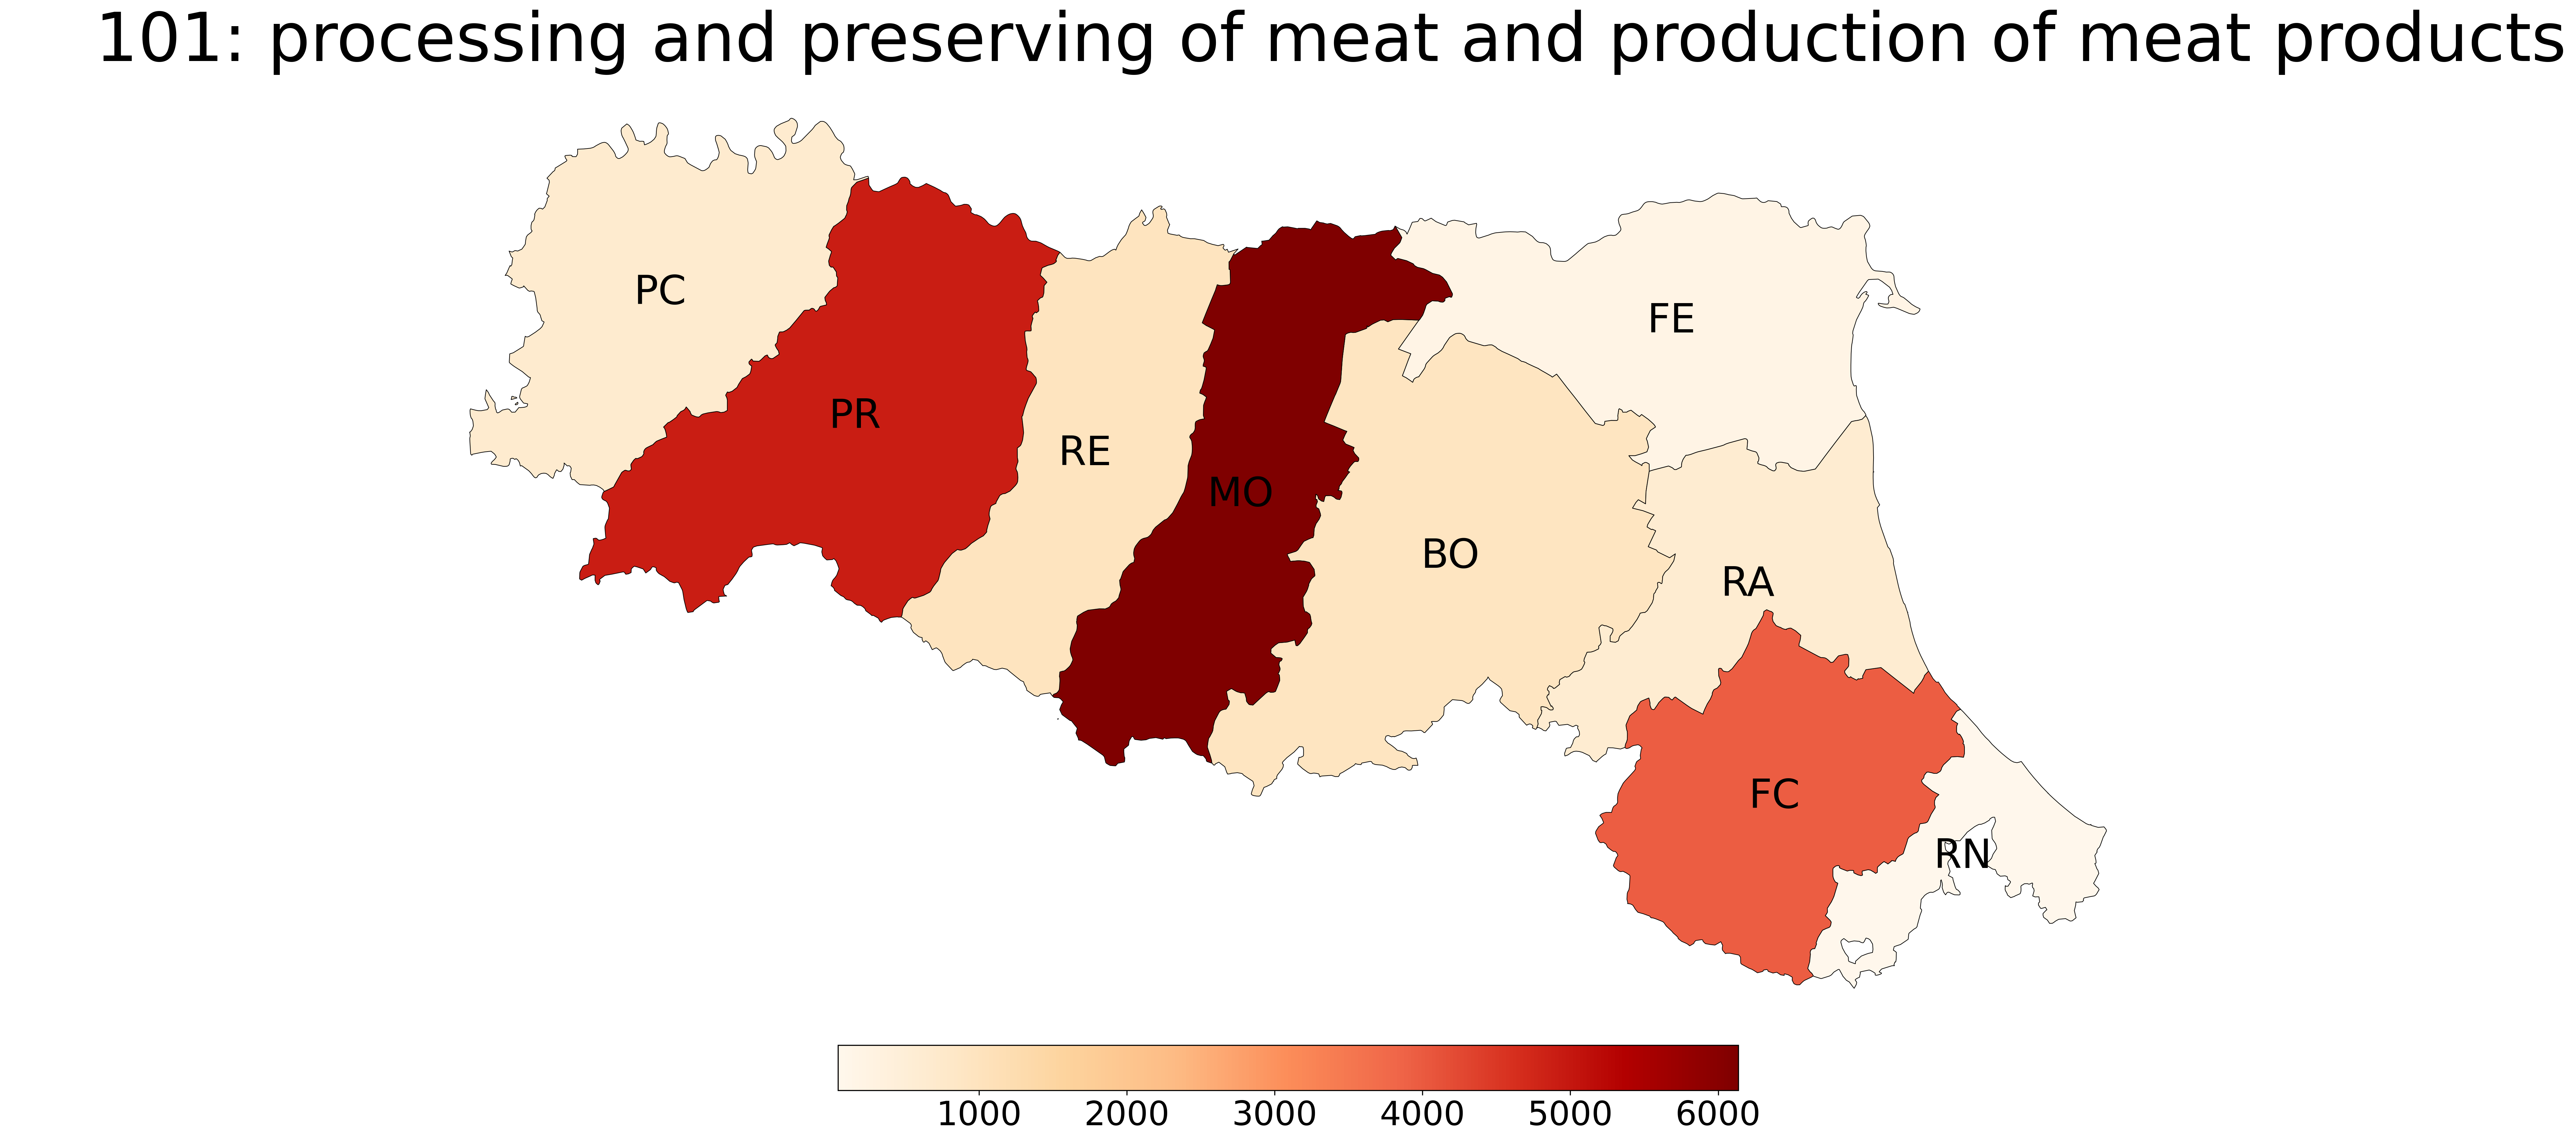 101: processing and preserving of meat and production of meat products
PC
FE
PR
RE
MO
BO
RA
FC
RN
1000 2000 3000 4000 5000 6000